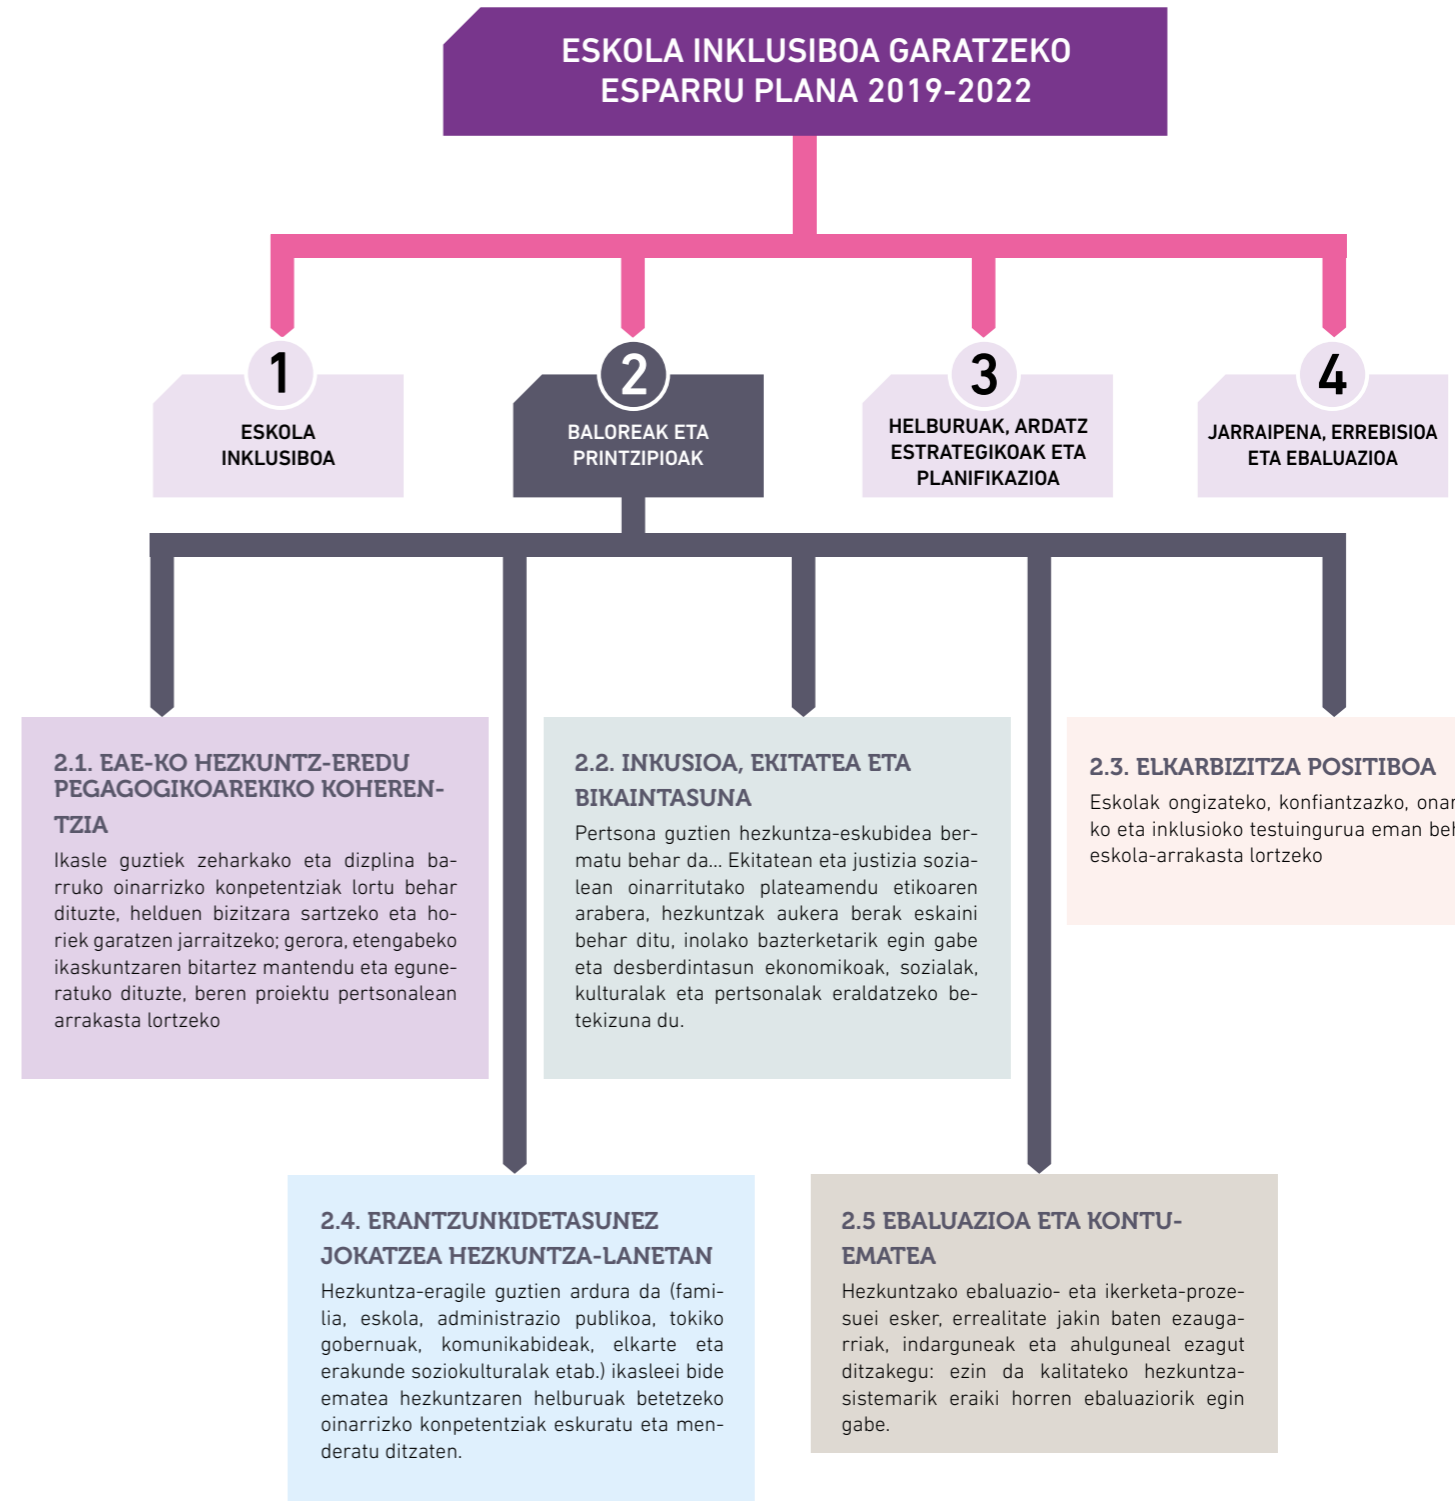 ESKOLA INKLUSIBOA GARATZEKO
ESPARRU PLANA 2019-2022
1
ESKOLA
INKLUSIBOA
2
BALOREAK ETA
PRINTZIPIOAK
3
HELBURUAK, ARDATZ
ESTRATEGIKOAK ETA
PLANIFIKAZIOA
4
JARRAIPENA, ERREBISIOA
ETA EBALUAZIOA
2.1. EAE-KO HEZKUNTZ-EREDU
PEGAGOGIKOAREKIKO KOHEREN-
TZIA
Ikasle guztiek zeharkako eta dizplina ba-
rruko oinarrizko konpetentziak lortu behar
dituzte, helduen bizitzara sartzeko eta ho-
riek garatzen jarraitzeko; gerora, etengabeko
ikaskuntzaren bitartez mantendu eta egune-
ratuko dituzte, beren proiektu pertsonalean
arrakasta lortzeko
2.2. INKUSIOA, EKITATEA ETA
BIKAINTASUNA
Pertsona guztien hezkuntza-eskubidea ber-
matu behar da... Ekitatean eta justizia sozia-
lean oinarritutako plateamendu etikoaren
arabera, hezkuntzak aukera berak eskaini
behar ditu, inolako bazterketarik egin gabe
eta desberdintasun ekonomikoak, sozialak,
kulturalak eta pertsonalak eraldatzeko be-
tekizuna du.
2.3. ELKARBIZITZA POSITIBOA
Eskolak ongizateko, konfiantzazko,
ko eta inklusioko testuingurua eman
eskola-arrakasta lortzeko
2.4. ERANTZUNKIDETASUNEZ
JOKATZEA HEZKUNTZA-LANETAN
Hezkuntza-eragile guztien ardura da (fami-
lia, eskola, administrazio publikoa, tokiko
gobernuak, komunikabideak, elkarte eta
erakunde soziokulturalak etab.) ikasleei bide
ematea hezkuntzaren helburuak betetzeko
oinarrizko konpetentziak eskuratu eta men-
deratu ditzaten.
2.5 EBALUAZIOA ETA KONTU-
EMATEA
Hezkuntzako ebaluazio- eta ikerketa-proze-
suei esker, errealitate jakin baten ezauga-
rriak, indarguneak eta ahulguneal ezagut
ditzakegu: ezin da kalitateko hezkuntza-
sistemarik eraiki horren ebaluaziorik egin
gabe.